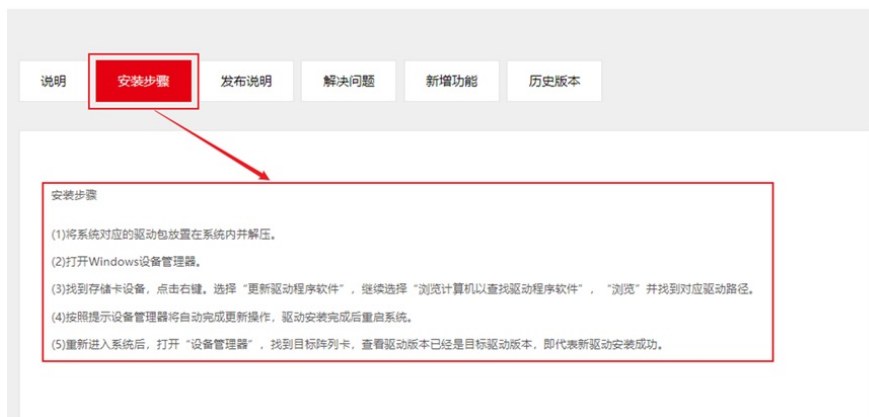 说明
安装步骤
发布说明
解决问题
新增功能
历史版本
安装步骤
(1)将系统对应的驱动包放置在系统内并解压。
(2)打开Windows设备管理器。
(3)找到存储卡设备，点击右键。选择“更新驱动程序软件”，继续选择“浏览计算机以查找驱动程序软件”，“浏览”并找到对应驱动路径。
(4)按照提示设备管理器将自动完成更新操作，驱动安装完成后重启系统。
(5)重新进入系统后，打开“设备管理器”，找到目标阵列卡，查看驱动版本已经是目标驱动版本，即代表新驱动安装成功。